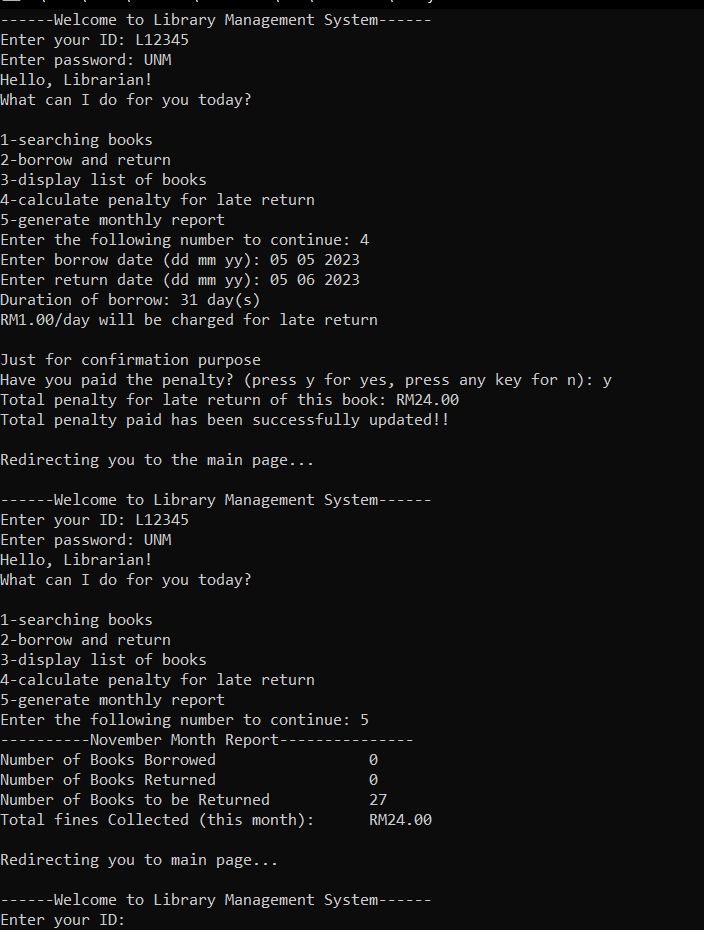 ------Welcome to Library Management System------
Enter your ID: L12345
Enter password: UNM
Hello, Librarian!
What can I do for you today?

1-searching books
2-borrow and return
3-display list of books
4-calculate penalty for late return
5-generate monthly report
Enter the following number to continue: 4
Enter borrow date (dd mm yy): 05 05 2023
Enter return date (dd mm yy): 05 06 2023
Duration of borrow: 31 day(s)
RM1.00/day will be charged for late return

Just for confirmation purpose
Have you paid the penalty? (press y for yes, press any key for n): y
Total penalty for late return of this book: RM24.00
Total penalty paid has been successfully updated!!

Redirecting you to the main page...

------Welcome to Library Management System------
Enter your ID: L12345
Enter password: UNM
Hello, Librarian!
What can I do for you today?

1-searching books
2-borrow and return
3-display list of books
4-calculate penalty for late return
5-generate monthly report
Enter the following number to continue: 5
----------November Month Report---------------
Number of Books Borrowed                 0
Number of Books Returned                 0
Number of Books to be Returned           27
Total fines Collected (this month):      RM24.00

Redirecting you to main page...

------Welcome to Library Management System------
Enter your ID: